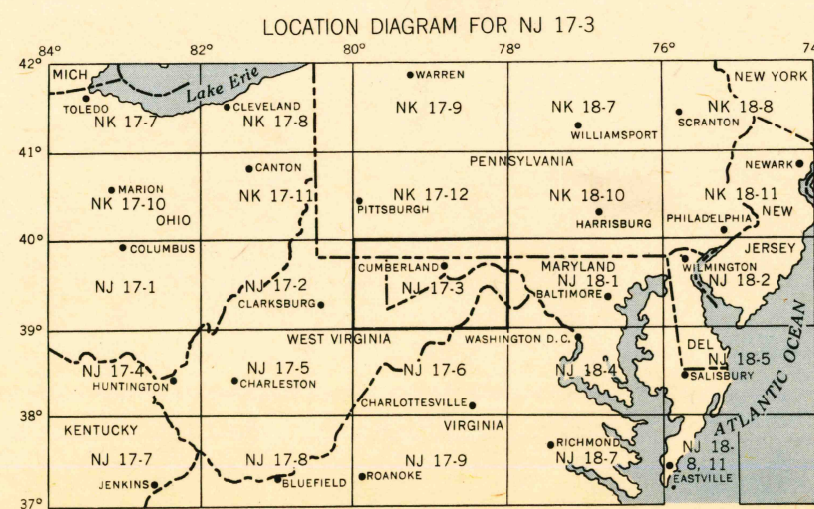 LOCATION DIAGRAM FOR NJ 17-3
84° 82° 80° 78° 76° 74
42°
MICH
Lake Erie
WARREN
NEW YORK
TOLEDO
CLEVELAND
NK 17-7
NK 17-8
NK 17-9
NK 18-7
NK 18-8
WILLIAMSPORT
SCRANTON
41°
CANTON
PENNSYLVANIA
NEWARK
MARION
NK 17-10
NK 17-11
NK 17-12
NK 18-10
NK 18-11
OHIO
PITTSBURGH
HARRISBURG
PHILADELPHIA
NEW
JERSEY
40°
COLUMBUS
CUMBERLAND
MARYLAND
WILMINGTON
NJ 17-1
NJ 17-2
NJ 17-3
NJ 18-1
NJ 18-2
CLARKSBURG
BALTIMORE
39°
WEST VIRGINIA
WASHINGTON D.C.
DEL
NJ 17-4
NJ 17-5
NJ 17-6
NJ 18-4
NJ 18-5
HUNTINGTON
CHARLESTON
SALISBURY
ATLANTIC OCEAN
38°
CHARLOTTESVILLE
KENTUCKY
VIRGINIA
RICHMOND
NJ 17-7
NJ 17-8
NJ 17-9
NJ 18-7
NJ 18-
8, 11
JENKINS
BLUEFIELD
ROANOKE
EASTVILLE
37°